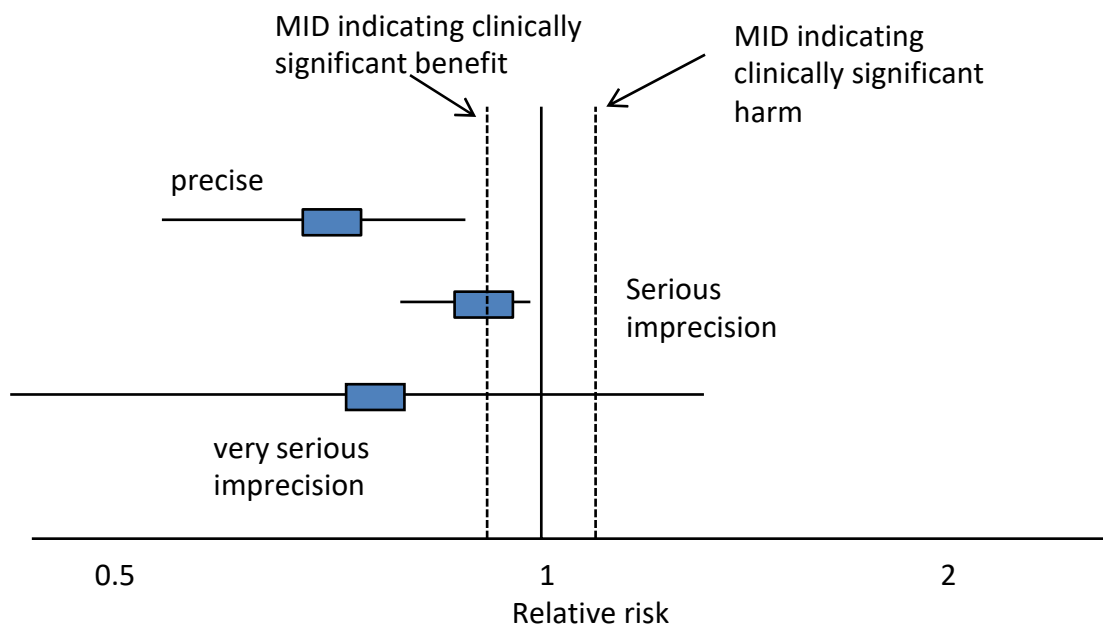 MID indicating clinically
significant benefit
MID indicating
clinically significant
harm
precise
Serious
imprecision
very serious
imprecision
0.5
1
2
Relative risk